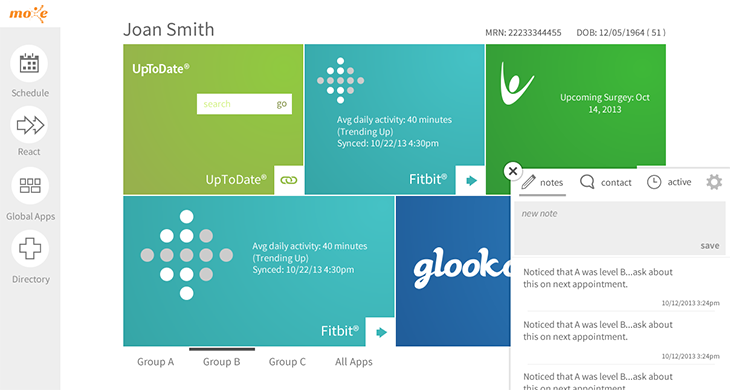 Joan Smith
MRN: 22233344455
DOB: 12/05/1964 ( 51 )
Schedule
React
Global Apps
Directory
UpToDate®
search
go
UpToDate®
Avg daily activity: 40 minutes
(Trending Up)
Synced: 10/22/13 4:30pm
Fitbit®
Upcoming Surgey: Oct
14, 2013
Avg daily activity: 40 minutes
(Trending Up)
Synced: 10/22/13 4:30pm
Fitbit®
glooko
Group A
Group B
Group C
All Apps
notes
contact
active
new note
save
Noticed that A was level B...ask about
this on next appointment.
10/12/2013 3:24pm
Noticed that A was level B...ask about
this on next appointment.
10/12/2013 3:24pm
Noticed that A was level B...ask about
this on next appointment.